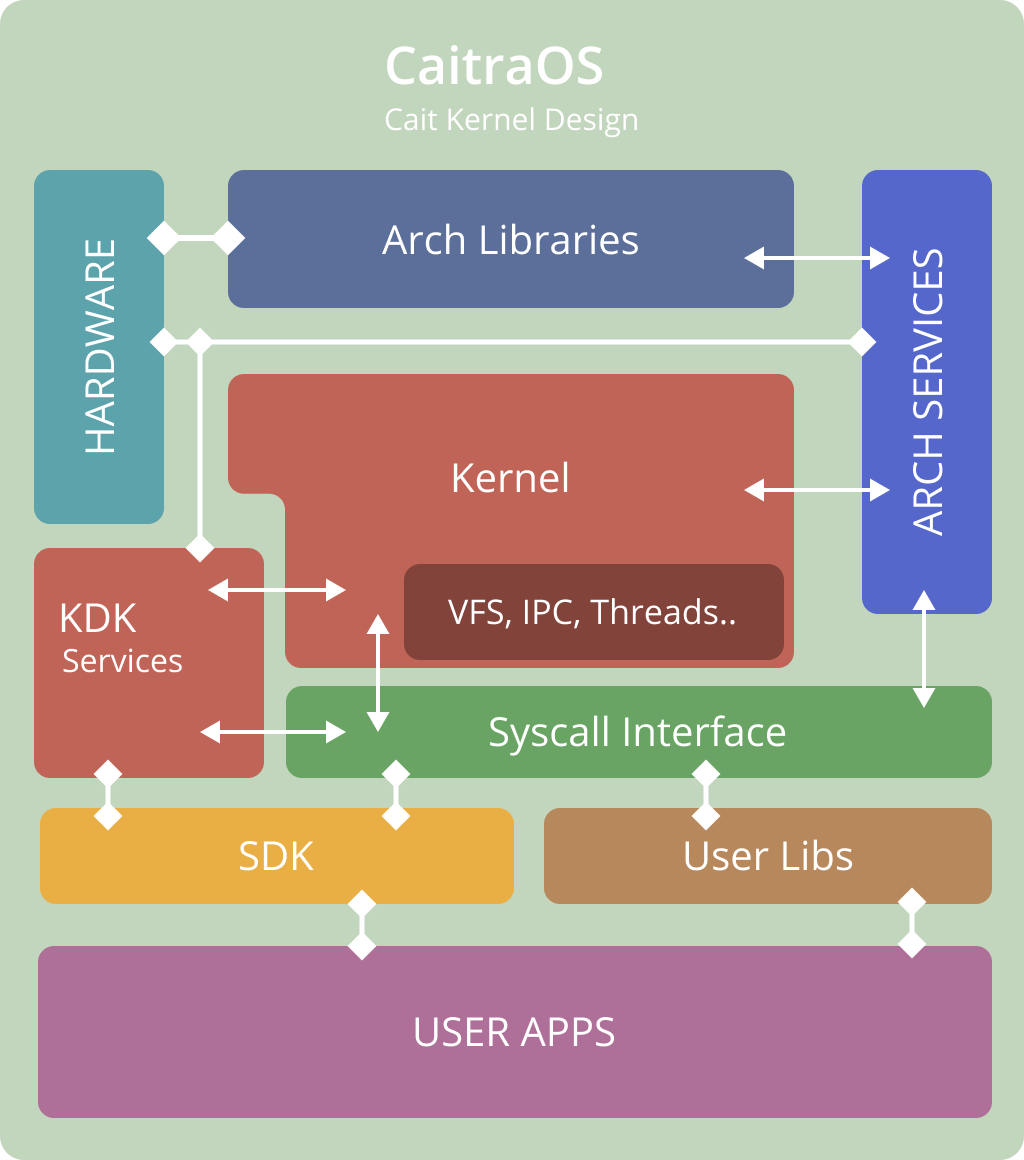 CaitraOS
Cait Kernel Design
HARDWARE
Arch Libraries
ARCH SERVICES
Kernel
VFS, IPC, Threads..
KDK
Services
Syscall Interface
SDK
User Libs
USER APPS